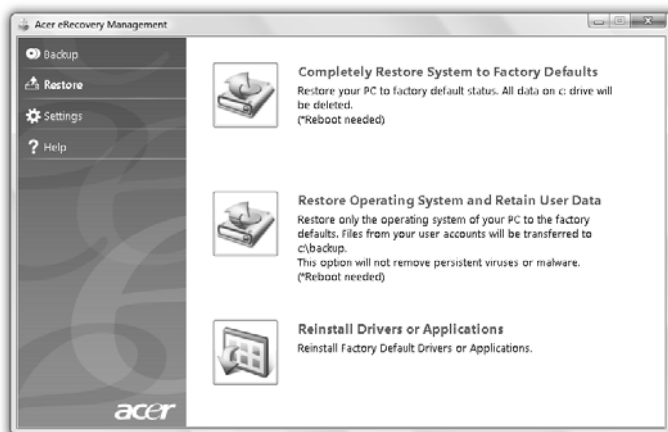 Acer eRecovery Management
Backup
Restore
Settings
? Help
Completely Restore System to Factory Defaults
Restore your PC to factory default status. All data on c: drive will
be deleted.
(*Reboot needed)
Restore Operating System and Retain User Data
Restore only the operating system of your PC to the factory
defaults. Files from your user accounts will be transferred to
c:\backup.
This option will not remove persistent viruses or malware.
(*Reboot needed)
Reinstall Drivers or Applications
Reinstall Factory Default Drivers or Applications.
acer